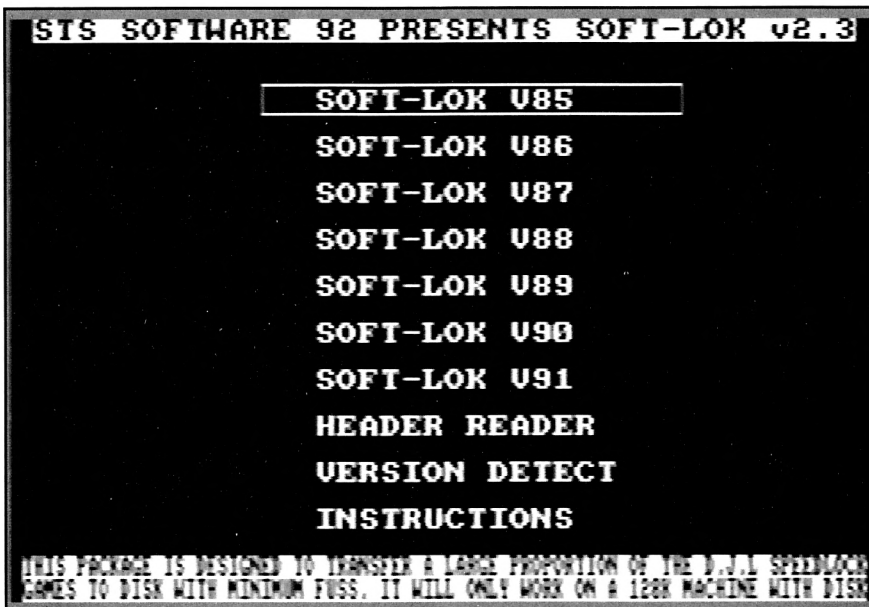 STS SOFTWARE 92 PRESENTS SOFT-LOK v2.3
SOFT-LOK V85
SOFT-LOK V86
SOFT-LOK V87
SOFT-LOK V88
SOFT-LOK V89
SOFT-LOK V90
SOFT-LOK V91
HEADER READER
VERSION DETECT
INSTRUCTIONS
THIS PACKAGE IS DESIGNED TO TRANSFER A LARGE PROPORTION OF THE D.J.L SPEEDLOCK
GAMES TO DISK WITH MINIMUM FUSS. IT WILL ONLY WORK ON A 128K MACHINE WITH DISK